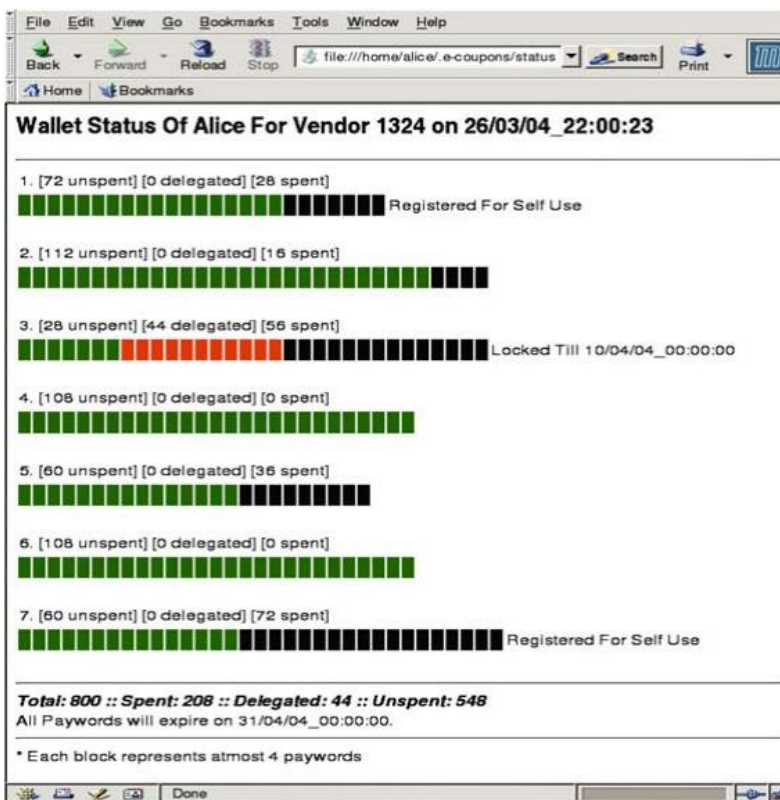 File Edit View Go Bookmarks Tools Window Help
Back Forward Reload Stop file:///home/alice/.e-coupons/status Search Print
Home Bookmarks
Wallet Status Of Alice For Vendor 1324 on 26/03/04_22:00:23
1. [72 unspent] [0 delegated] [28 spent]
Registered For Self Use
2. [112 unspent] [0 delegated] [16 spent]
3. [28 unspent] [44 delegated] [56 spent]
Locked Till 10/04/04_00:00:00
4. [108 unspent] [0 delegated] [0 spent]
5. [60 unspent] [0 delegated] [36 spent]
6. [108 unspent] [0 delegated] [0 spent]
7. [60 unspent] [0 delegated] [72 spent]
Registered For Self Use
Total: 800 :: Spent: 208 :: Delegated: 44 :: Unspent: 548
All Paywords will expire on 31/04/04_00:00:00.
* Each block represents atmost 4 paywords
Done